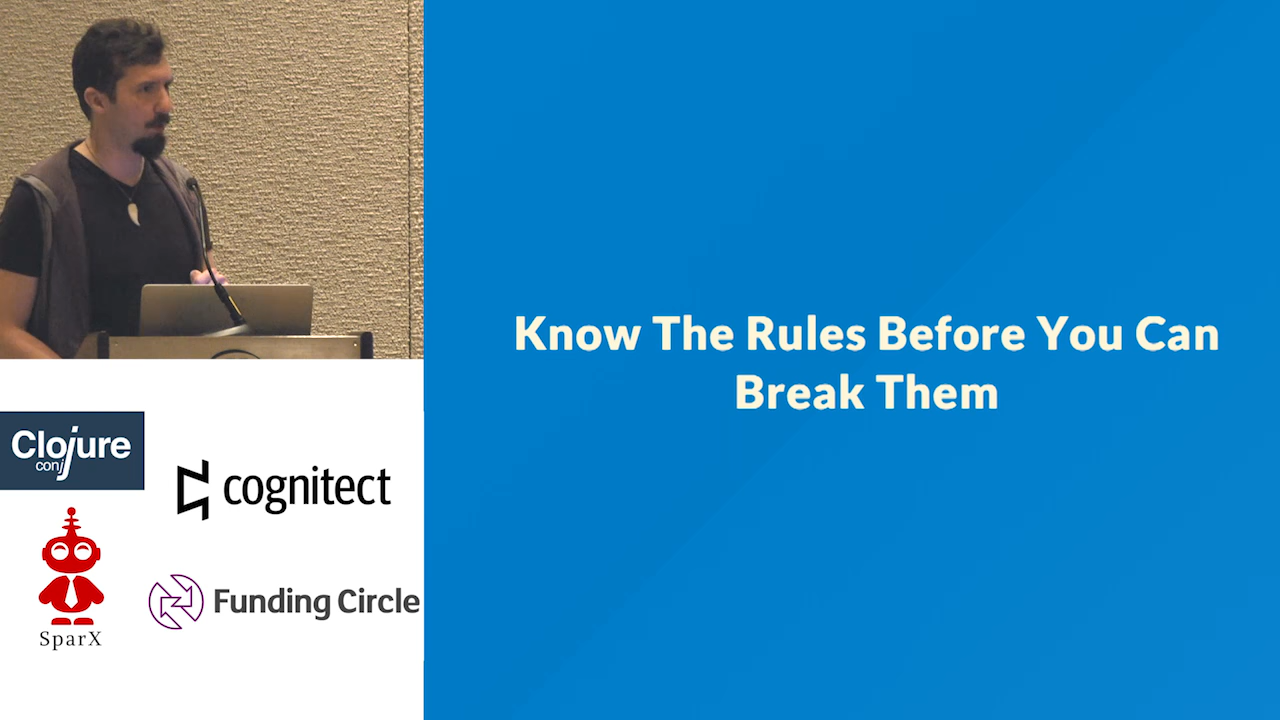 Know The Rules Before You Can
Break Them
Clojure
conj
cognitect
SparX
Funding Circle